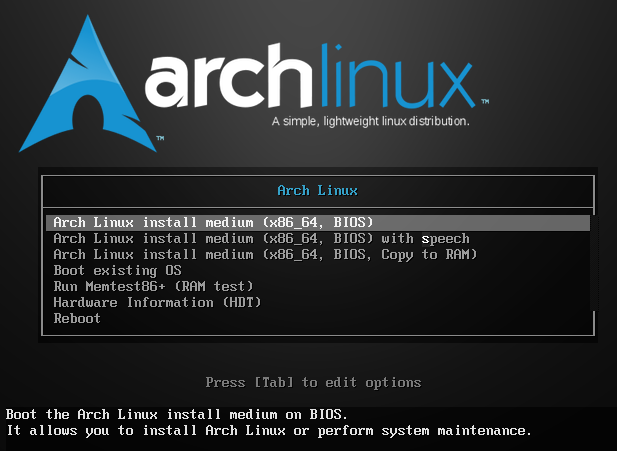 archlinux™
A simple, lightweight linux distribution.
™
Arch Linux
Arch Linux install medium (x86_64, BIOS)
Arch Linux install medium (x86_64, BIOS) with speech
Arch Linux install medium (x86_64, BIOS, Copy to RAM)
Boot existing OS
Run Memtest86+ (RAM test)
Hardware Information (HDT)
Reboot
Press [Tab] to edit options
Boot the Arch Linux install medium on BIOS.
It allows you to install Arch Linux or perform system maintenance.